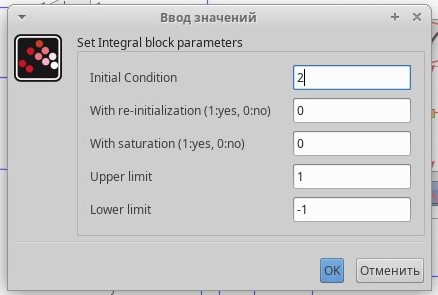 Ввод значений
Set Integral block parameters
Initial Condition 2
With re-initialization (1:yes, 0:no) 0
With saturation (1:yes, 0:no) 0
Upper limit 1
Lower limit -1
OK Отменить